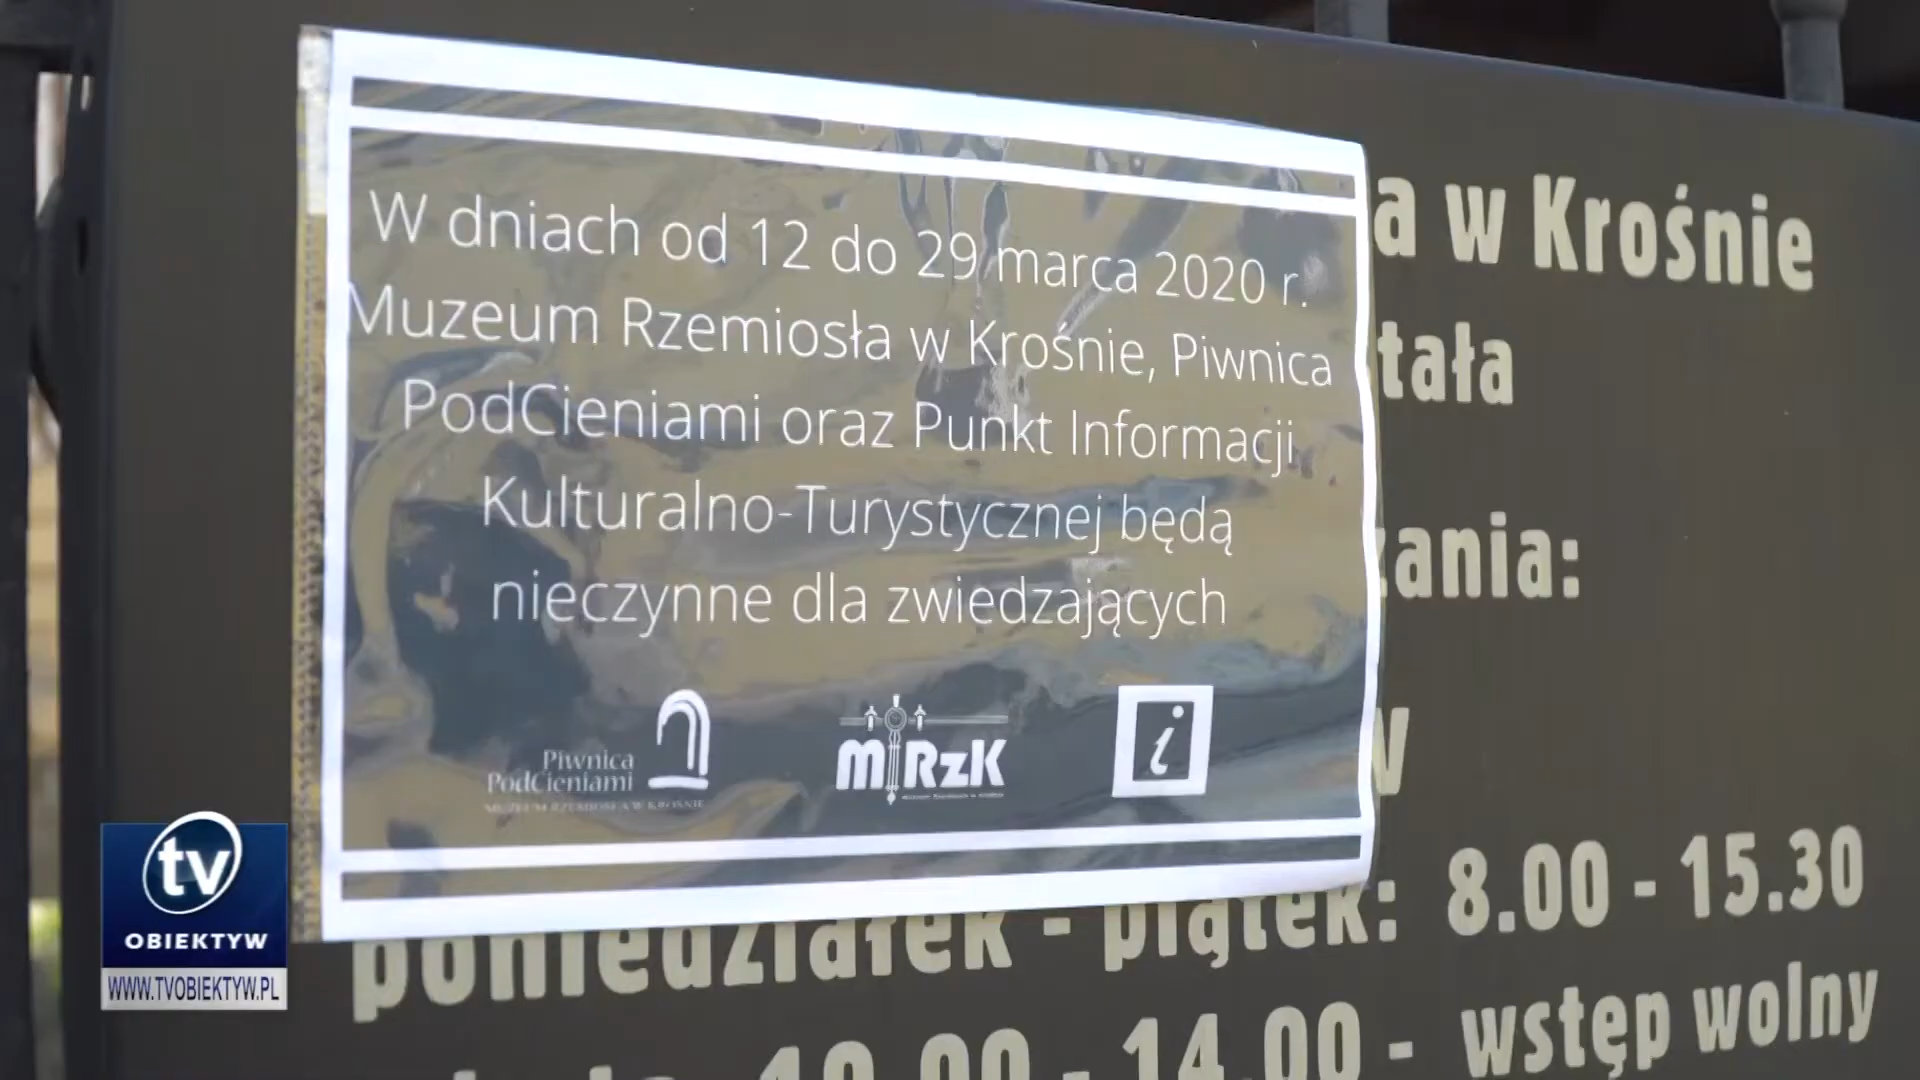 W dniach od 12 do 29 marca 2020 r.
Muzeum Rzemiosła w Krośnie, Piwnica
PodCieniami oraz Punkt Informacji
Kulturalno-Turystycznej będą
nieczynne dla zwiedzających
Piwnica
PodCieniami
MUZEUM RZEMIOSŁA W KROŚNIE
MRzK
i
a w Krośnie
tała
zania:
w
poniedziałek - piątek: 8.00 - 15.30
10.00 - 14.00 - wstęp wolny
tv
OBIEKTYW
WWW.TVOBIEKTYW.PL